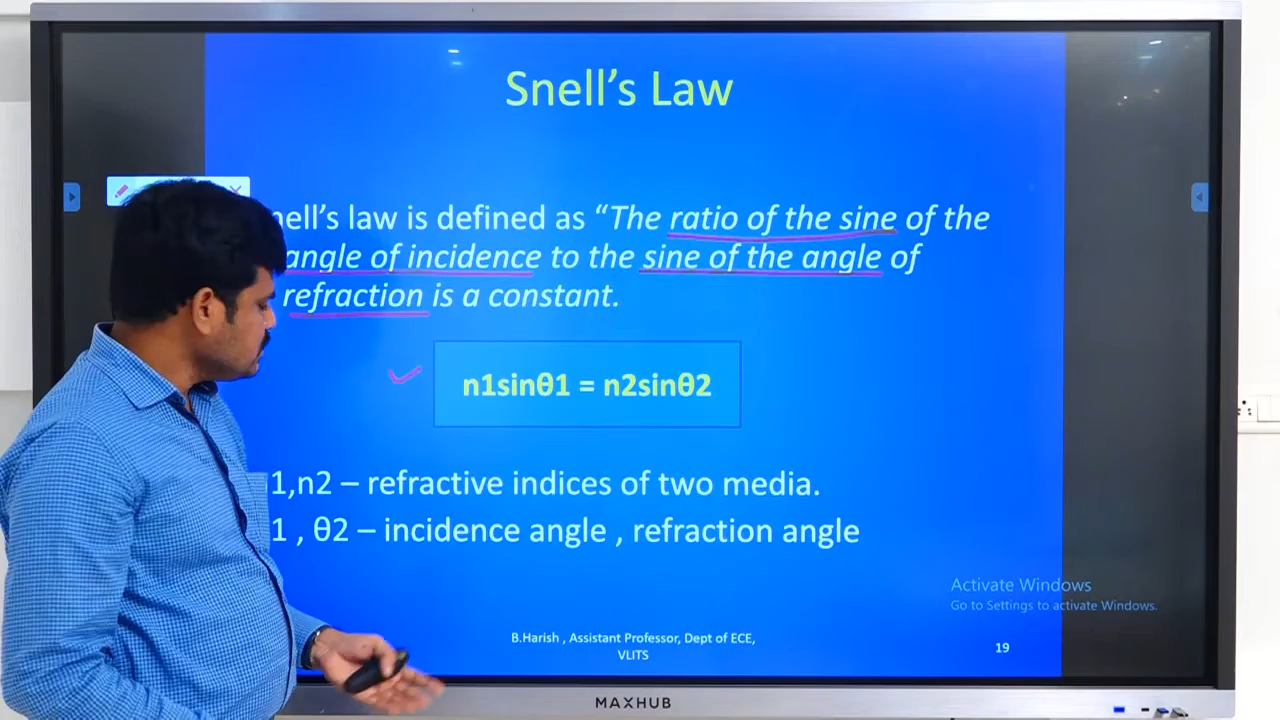 Snell's Law
nell's law is defined as “The ratio of the sine of the
angle of incidence to the sine of the angle of
refraction is a constant.
n1sinθ1 = n2sinθ2
1,n2 – refractive indices of two media.
1 , θ2 – incidence angle , refraction angle
Activate Windows
Go to Settings to activate Windows.
B.Harish , Assistant Professor, Dept of ECE,
VLITS
19
MAXHUB